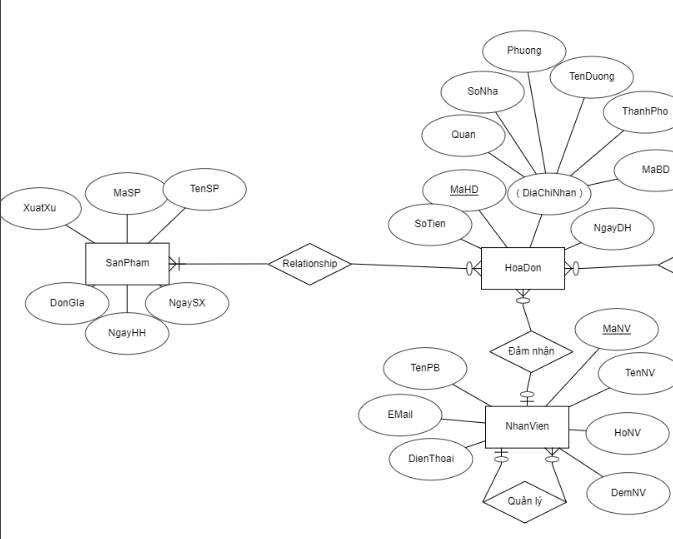 Phuong
TenDuong
SoNha
ThanhPho
Quan
MaBD
MaHD
( DiaChiNhan )
TenSP
MaSP
XuatXu
SoTien
NgayDH
SanPham
Relationship
HoaDon
DonGIa
NgaySX
NgayHH
MaNV
Đảm nhận
TenPB
TenNV
EMail
NhanVien
HoNV
DienThoai
DemNV
Quản lý